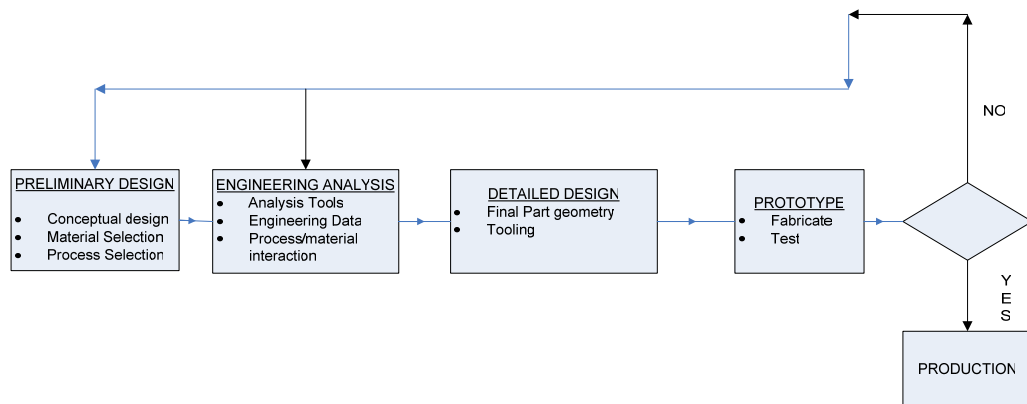 NO
PRELIMINARY DESIGN
• Conceptual design
• Material Selection
• Process Selection
ENGINEERING ANALYSIS
• Analysis Tools
• Engineering Data
• Process/material
interaction
DETAILED DESIGN
• Final Part geometry
• Tooling
PROTOTYPE
• Fabricate
• Test
Y
E
S
PRODUCTION